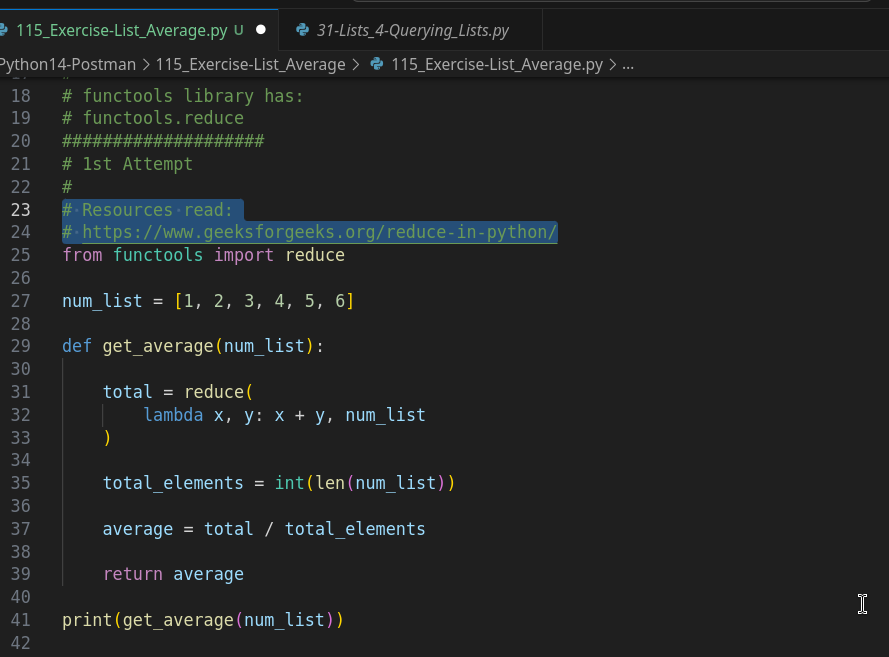 115_Exercise-List_Average.py U
31-Lists_4-Querying_Lists.py
Python14-Postman > 115_Exercise-List_Average > 115_Exercise-List_Average.py > ...
18 # functools library has:
19 # functools.reduce
20 ####################
21 # 1st Attempt
22 #
23 # Resources read:
24 # https://www.geeksforgeeks.org/reduce-in-python/
25 from functools import reduce
26
27 num_list = [1, 2, 3, 4, 5, 6]
28
29 def get_average(num_list):
30
31     total = reduce(
32         lambda x, y: x + y, num_list
33     )
34
35     total_elements = int(len(num_list))
36
37     average = total / total_elements
38
39     return average
40
41 print(get_average(num_list))
42